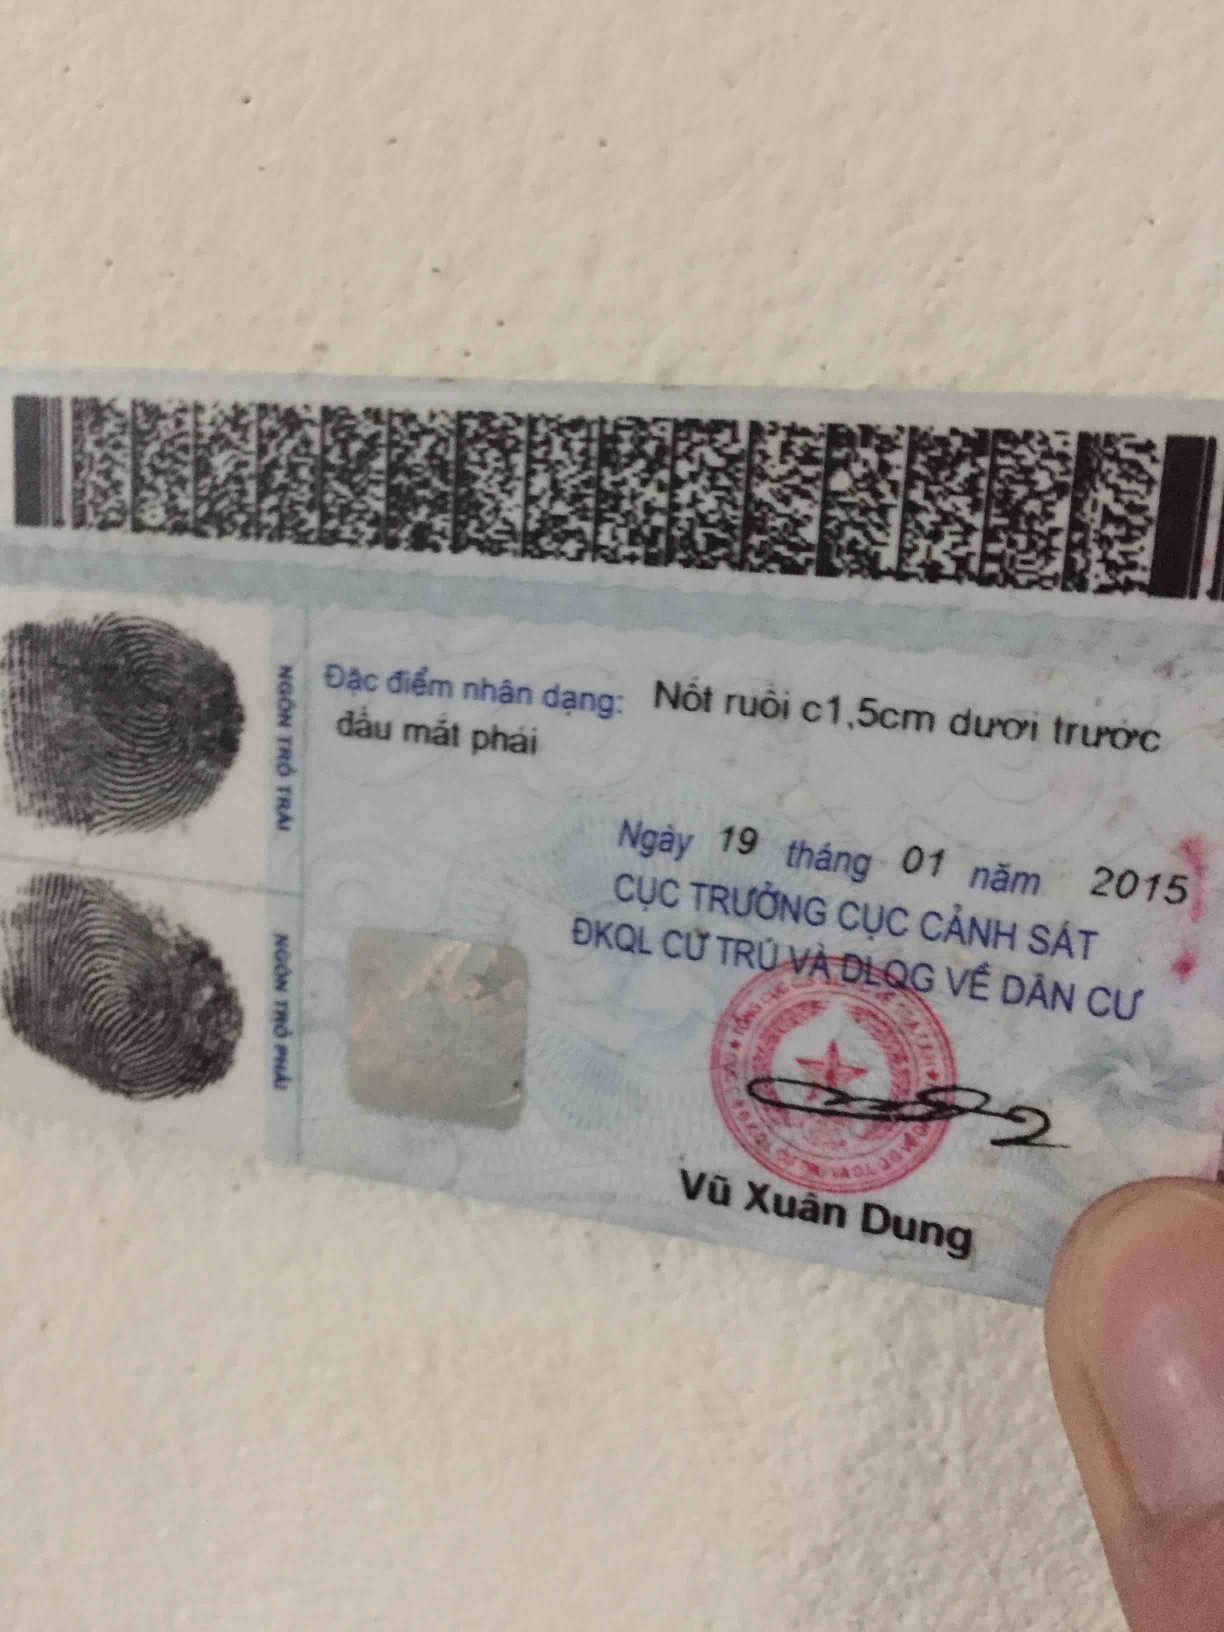 Đặc điểm nhân dạng: Nốt ruồi c1,5cm dưới trước
đầu mắt phải
Ngày 19 tháng 01 năm 2015
CỤC TRƯỞNG CỤC CẢNH SÁT
ĐKQL CƯ TRÚ VÀ DLQG VỀ DÂN CƯ
Vũ Xuân Dung
NGÓN TRỎ TRÁI
NGÓN TRỎ PHẢI